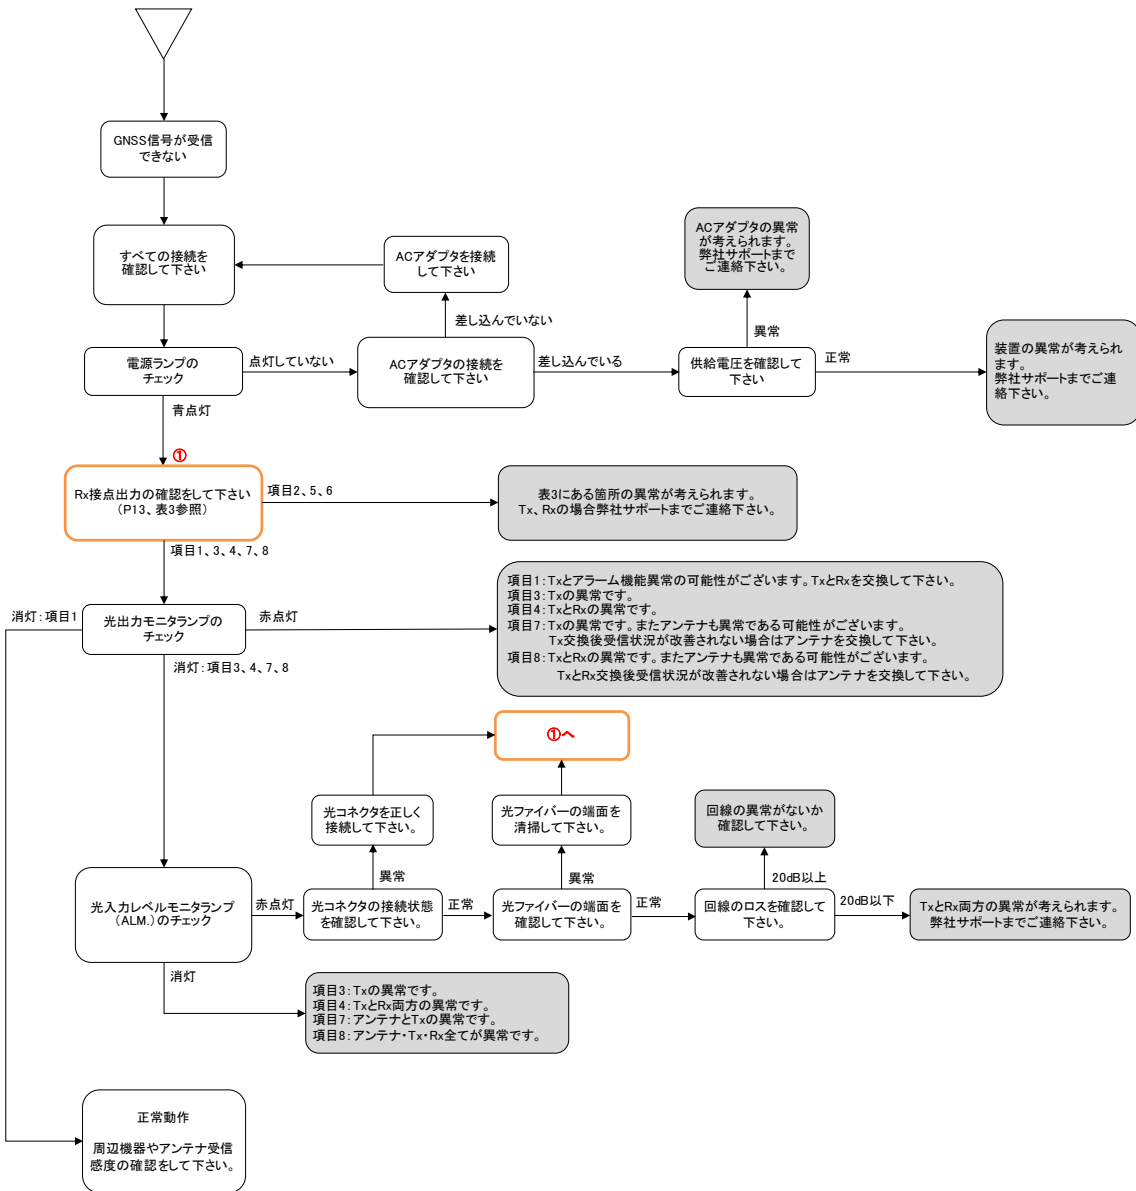 GNSS信号が受信
できない
すべての接続を
確認して下さい
ACアダプタを接続
して下さい
ACアダプタの異常
が考えられます。
弊社サポートまで
ご連絡下さい。
差し込んでいない
異常
電源ランプの
チェック
点灯していない
ACアダプタの接続を
確認して下さい
差し込んでいる
供給電圧を確認して
下さい
正常
装置の異常が考えられ
ます。
弊社サポートまでご連
絡下さい。
青点灯
①
Rx接点出力の確認をして下さい
(P13、表3参照)
項目2、5、6
表3にある箇所の異常が考えられます。
Tx、Rxの場合弊社サポートまでご連絡下さい。
項目1、3、4、7、8
消灯:項目1
光出力モニタランプの
チェック
赤点灯
項目1:Txとアラーム機能異常の可能性がございます。TxとRxを交換して下さい。
項目3:Txの異常です。
項目4:TxとRxの異常です。
項目7:Txの異常です。またアンテナも異常である可能性がございます。
Tx交換後受信状況が改善されない場合はアンテナを交換して下さい。
項目8:TxとRxの異常です。またアンテナも異常である可能性がございます。
TxとRx交換後受信状況が改善されない場合はアンテナを交換して下さい。
消灯:項目3、4、7、8
①へ
光コネクタを正しく
接続して下さい。
光ファイバーの端面を
清掃して下さい。
回線の異常がないか
確認して下さい。
異常
異常
20dB以上
光入力レベルモニタランプ
(ALM.)のチェック
赤点灯
光コネクタの接続状態
を確認して下さい。
正常
光ファイバーの端面を
確認して下さい。
正常
回線のロスを確認して
下さい。
20dB以下
TxとRx両方の異常が考えられます。
弊社サポートまでご連絡下さい。
消灯
項目3:Txの異常です。
項目4:TxとRx両方の異常です。
項目7:アンテナとTxの異常です。
項目8:アンテナ・Tx・Rx全てが異常です。
正常動作
周辺機器やアンテナ受信
感度の確認をして下さい。